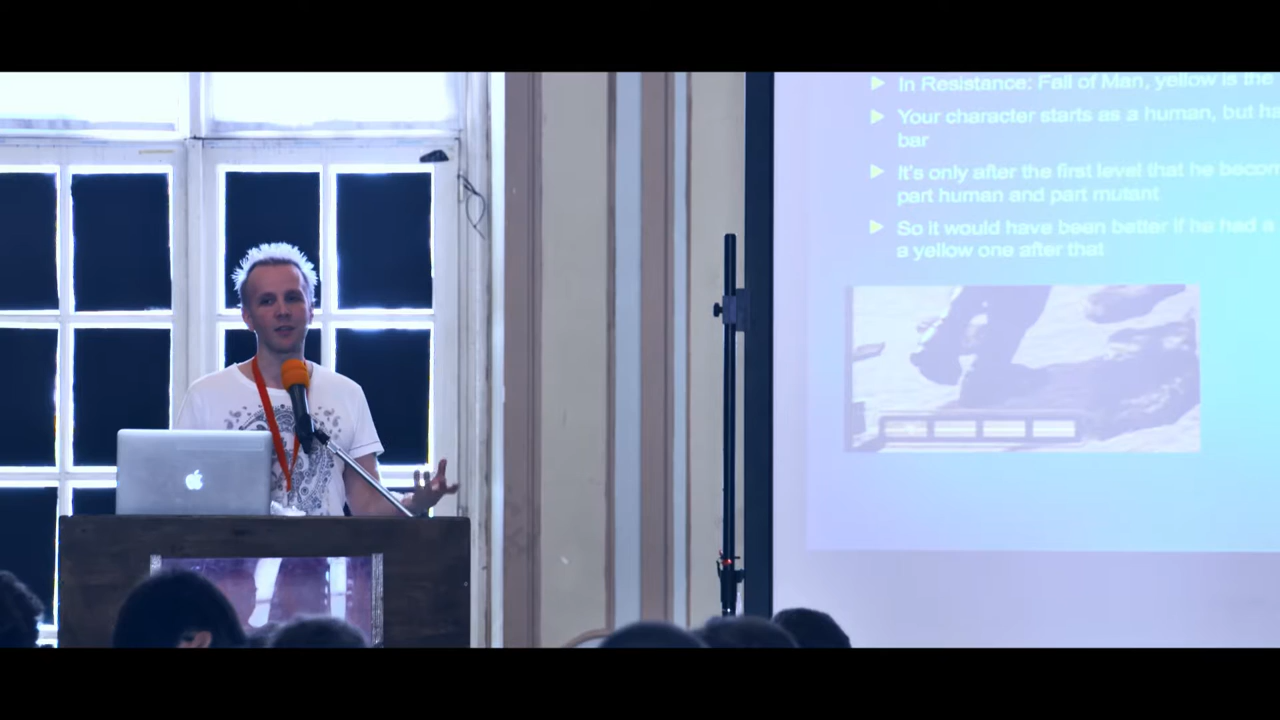 In Resistance: Fall of Man, yellow is the
Your character starts as a human, but ha
bar
It's only after the first level that he becom
part human and part mutant
So it would have been better if he had a
a yellow one after that